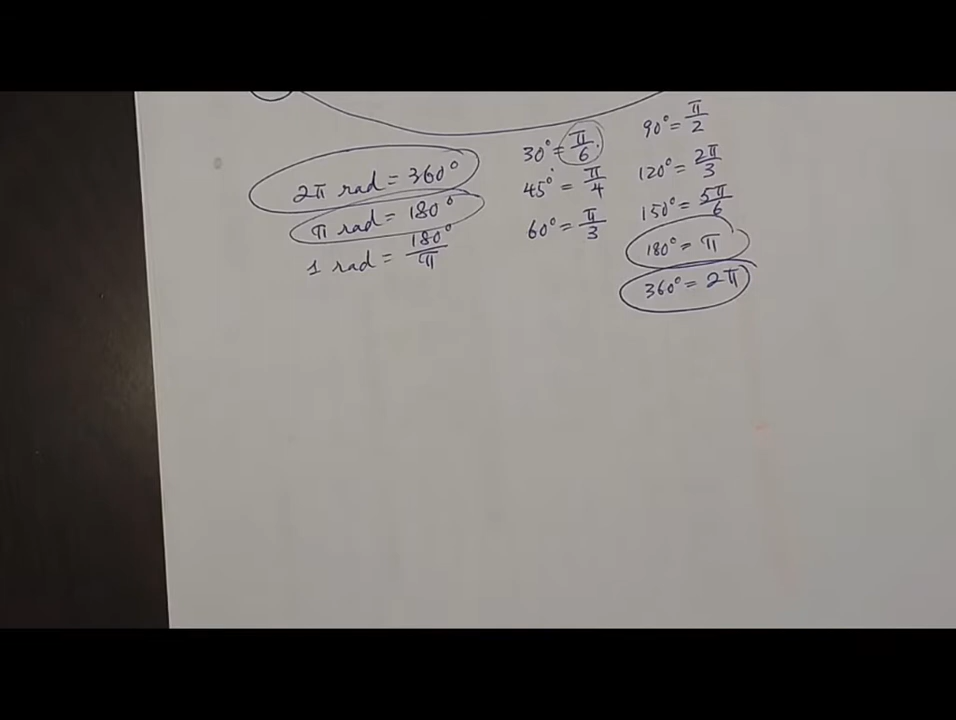 2π rad = 360°
π rad = 180°
1 rad = 180°/π
30° = π/6
45° = π/4
60° = π/3
90° = π/2
120° = 2π/3
150° = 5π/6
180° = π
360° = 2π